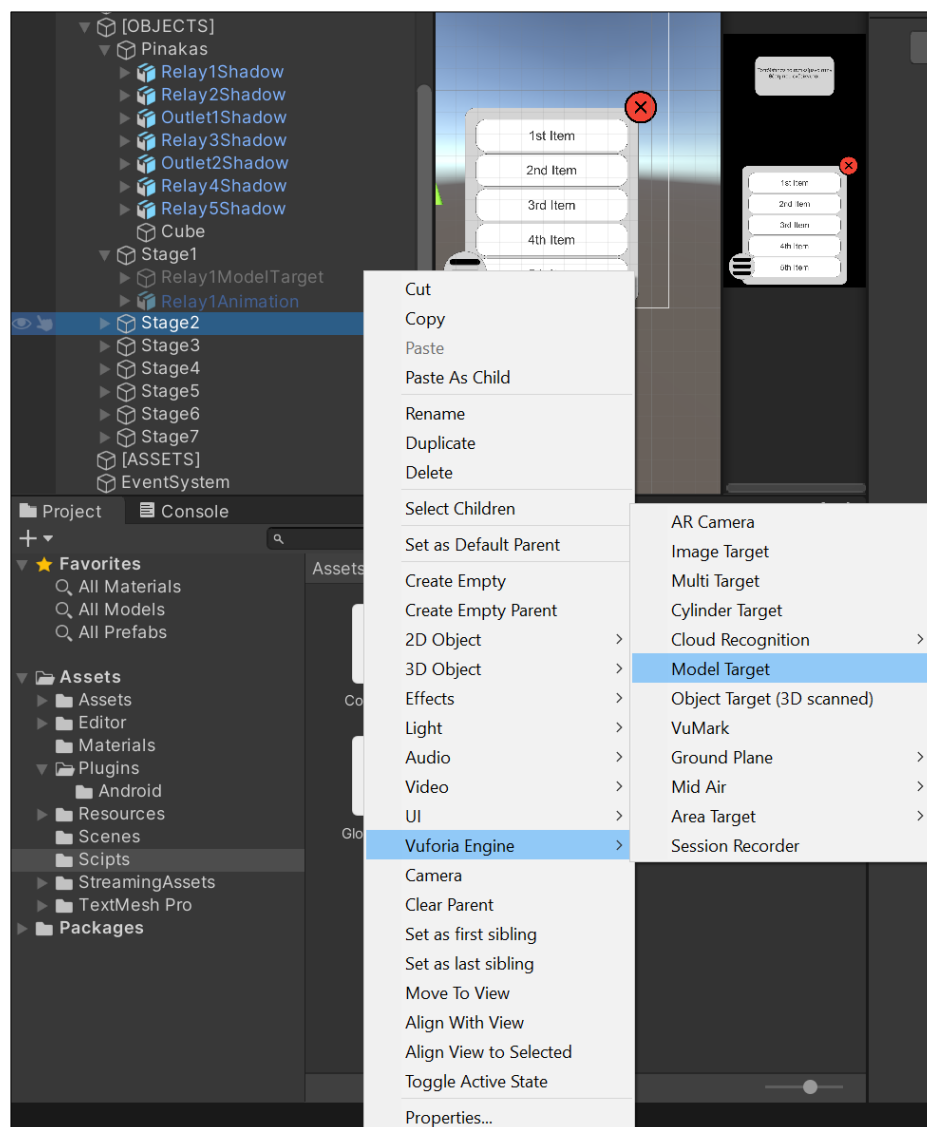 [OBJECTS]
Pinakas
Relay1Shadow
Relay2Shadow
Outlet1Shadow
Relay3Shadow
Outlet2Shadow
Relay4Shadow
Relay5Shadow
Cube
Stage1
Relay1ModelTarget
Relay1Animation
Stage2
Stage3
Stage4
Stage5
Stage6
Stage7
[ASSETS]
EventSystem
1st Item
2nd Item
3rd Item
4th Item
1st Item
2nd Item
3rd Item
4th Item
5th Item
Project
Console
Favorites
All Materials
All Models
All Prefabs
Assets
Assets
Editor
Materials
Plugins
Android
Resources
Scenes
Scipts
StreamingAssets
TextMesh Pro
Packages
Assets
Co
Glo
Cut
Copy
Paste
Paste As Child
Rename
Duplicate
Delete
Select Children
Set as Default Parent
Create Empty
Create Empty Parent
2D Object
3D Object
Effects
Light
Audio
Video
UI
Vuforia Engine
Camera
Clear Parent
Set as first sibling
Set as last sibling
Move To View
Align With View
Align View to Selected
Toggle Active State
Properties...
AR Camera
Image Target
Multi Target
Cylinder Target
Cloud Recognition
Model Target
Object Target (3D scanned)
VuMark
Ground Plane
Mid Air
Area Target
Session Recorder